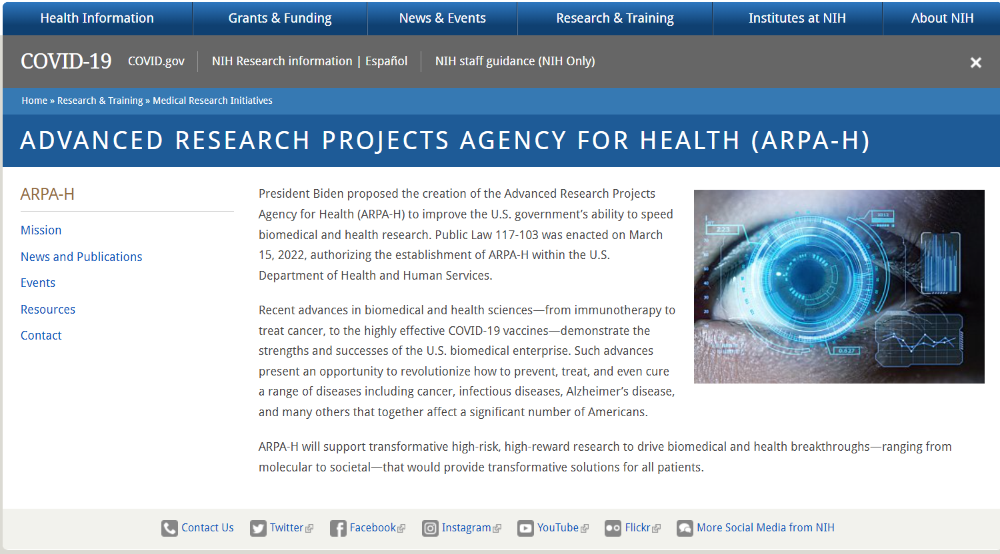 Health Information
Grants & Funding
News & Events
Research & Training
Institutes at NIH
About NIH
COVID-19
COVID.gov
NIH Research information | Español
NIH staff guidance (NIH Only)
Home » Research & Training » Medical Research Initiatives
ADVANCED RESEARCH PROJECTS AGENCY FOR HEALTH (ARPA-H)
ARPA-H
Mission
News and Publications
Events
Resources
Contact
President Biden proposed the creation of the Advanced Research Projects
Agency for Health (ARPA-H) to improve the U.S. government’s ability to speed
biomedical and health research. Public Law 117-103 was enacted on March
15, 2022, authorizing the establishment of ARPA-H within the U.S.
Department of Health and Human Services.
Recent advances in biomedical and health sciences—from immunotherapy to
treat cancer, to the highly effective COVID-19 vaccines—demonstrate the
strengths and successes of the U.S. biomedical enterprise. Such advances
present an opportunity to revolutionize how to prevent, treat, and even cure
a range of diseases including cancer, infectious diseases, Alzheimer’s disease,
and many others that together affect a significant number of Americans.
223
0.627
ARPA-H will support transformative high-risk, high-reward research to drive biomedical and health breakthroughs—ranging from
molecular to societal—that would provide transformative solutions for all patients.
Contact Us
Twitter
Facebook
Instagram
YouTube
Flickr
More Social Media from NIH